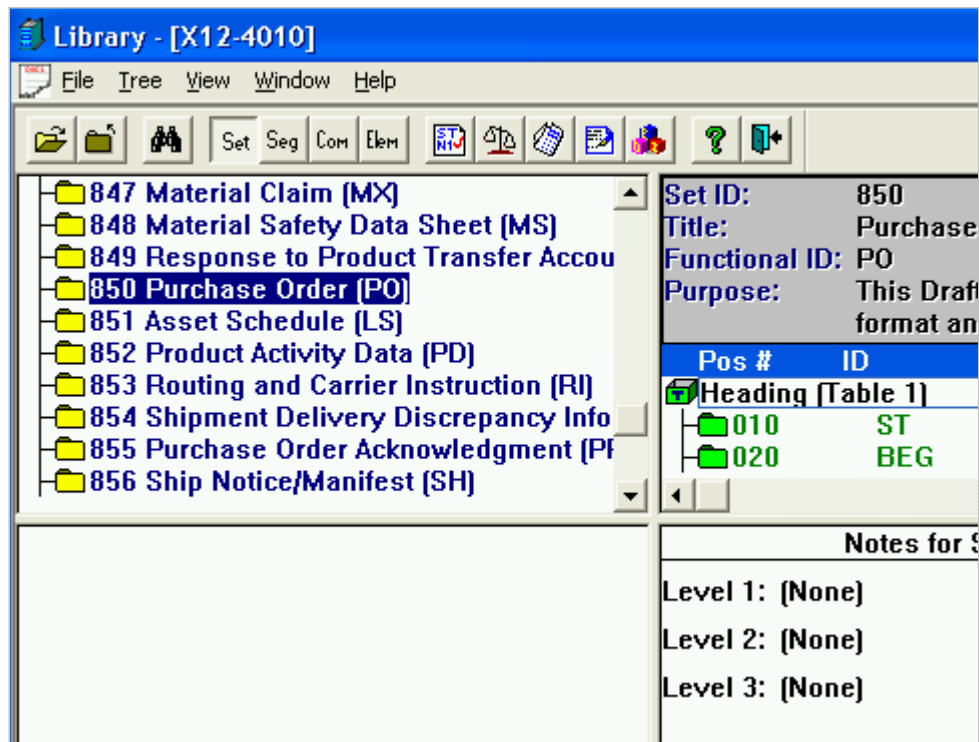 Library - [X12-4010]
File Tree View Window Help
Set Seg Com Elem
847 Material Claim (MX)
848 Material Safety Data Sheet (MS)
849 Response to Product Transfer Accou
850 Purchase Order (PO)
851 Asset Schedule (LS)
852 Product Activity Data (PD)
853 Routing and Carrier Instruction (RI)
854 Shipment Delivery Discrepancy Info
855 Purchase Order Acknowledgment (PR
856 Ship Notice/Manifest (SH)
Set ID: 850
Title: Purchase
Functional ID: PO
Purpose: This Draft
format an
Pos # ID
Heading (Table 1)
010 ST
020 BEG
Notes for S
Level 1: (None)
Level 2: (None)
Level 3: (None)